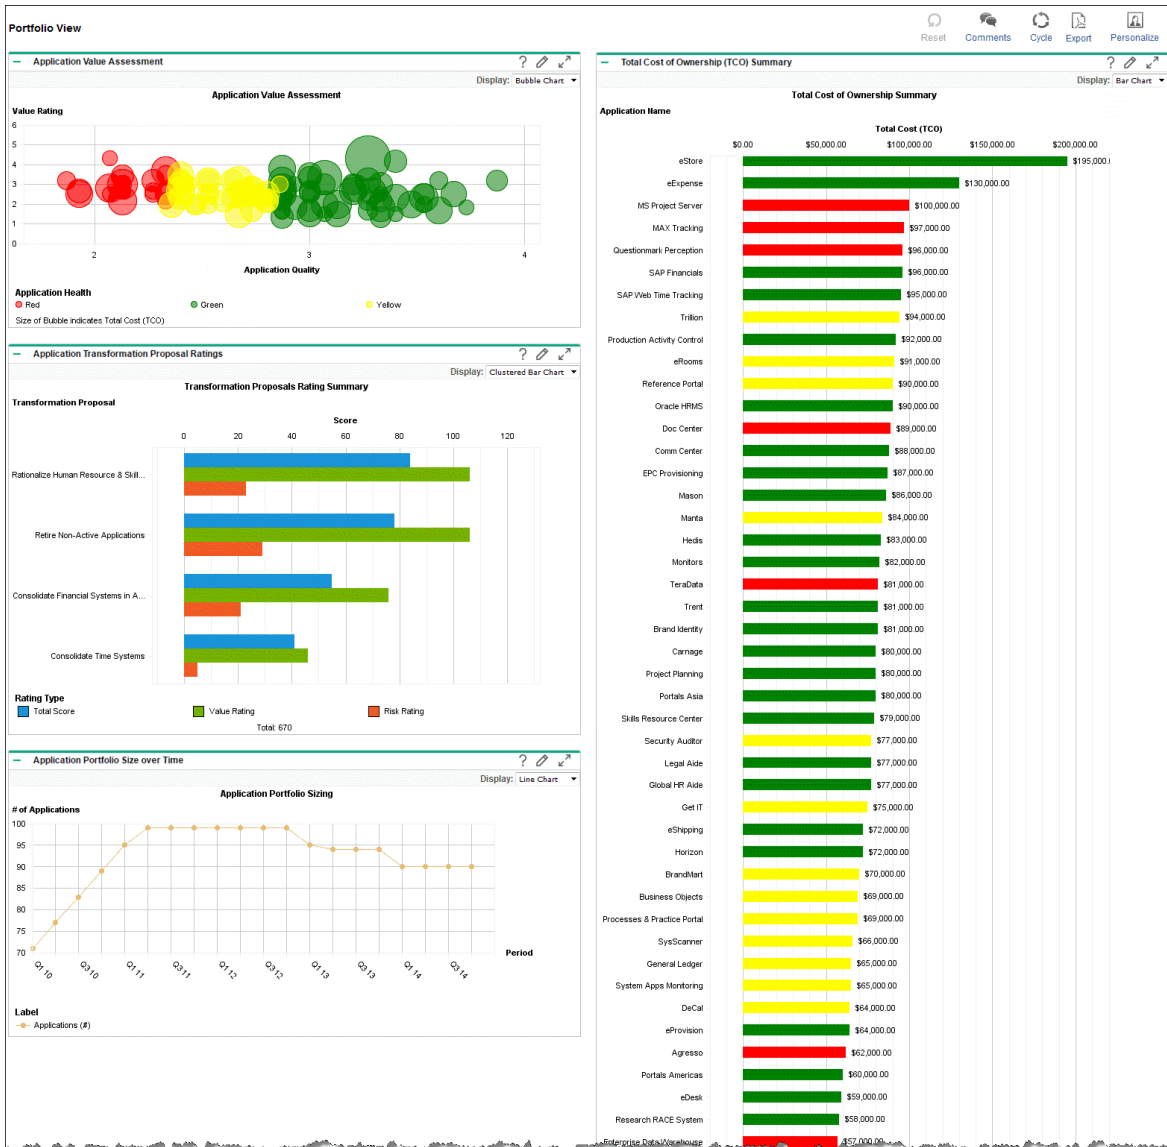 Portfolio View
Reset
Comments
Cycle
Export
Personalize
Application Value Assessment
?
Display: Bubble Chart
Application Value Assessment
Value Rating
6
5
4
3
2
1
0
2
3
4
Application Quality
Application Health
Red
Green
Yellow
Size of Bubble indicates Total Cost (TCO)
Application Transformation Proposal Ratings
?
Display: Clustered Bar Chart
Transformation Proposals Rating Summary
Transformation Proposal
Score
0 20 40 60 80 100 120
Rationalize Human Resource & Skill...
Retire Non-Active Applications
Consolidate Financial Systems in A...
Consolidate Time Systems
Rating Type
Total Score
Value Rating
Risk Rating
Total: 670
Application Portfolio Size over Time
?
Display: Line Chart
Application Portfolio Sizing
# of Applications
100
95
90
85
80
75
70
Period
Q1 10
Q3 10
Q1 11
Q3 11
Q1 12
Q3 12
Q1 13
Q3 13
Q1 14
Q3 14
Label
Applications (#)
Total Cost of Ownership (TCO) Summary
?
Display: Bar Chart
Total Cost of Ownership Summary
Application Name
Total Cost (TCO)
$0.00 $50,000.00 $100,000.00 $150,000.00 $200,000.00
eStore $195,000.
eExpense $130,000.00
MS Project Server $100,000.00
MAX Tracking $97,000.00
Questionmark Perception $96,000.00
SAP Financials $96,000.00
SAP Web Time Tracking $95,000.00
Trillion $94,000.00
Production Activity Control $92,000.00
eRooms $91,000.00
Reference Portal $90,000.00
Oracle HRMS $90,000.00
Doc Center $89,000.00
Comm Center $88,000.00
EPC Provisioning $87,000.00
Mason $86,000.00
Manta $84,000.00
Hedis $83,000.00
Monitors $82,000.00
TeraData $81,000.00
Trent $81,000.00
Brand Identity $81,000.00
Carnage $80,000.00
Project Planning $80,000.00
Portals Asia $80,000.00
Skills Resource Center $79,000.00
Security Auditor $77,000.00
Legal Aide $77,000.00
Global HR Aide $77,000.00
Get IT $75,000.00
eShipping $72,000.00
Horizon $72,000.00
BrandMart $70,000.00
Business Objects $69,000.00
Processes & Practice Portal $69,000.00
SysScanner $66,000.00
General Ledger $65,000.00
System Apps Monitoring $65,000.00
DeCal $64,000.00
eProvision $64,000.00
Agresso $62,000.00
Portals Americas $60,000.00
eDesk $59,000.00
Research RACE System $58,000.00
Enterprise Data Warehouse $57,000.00